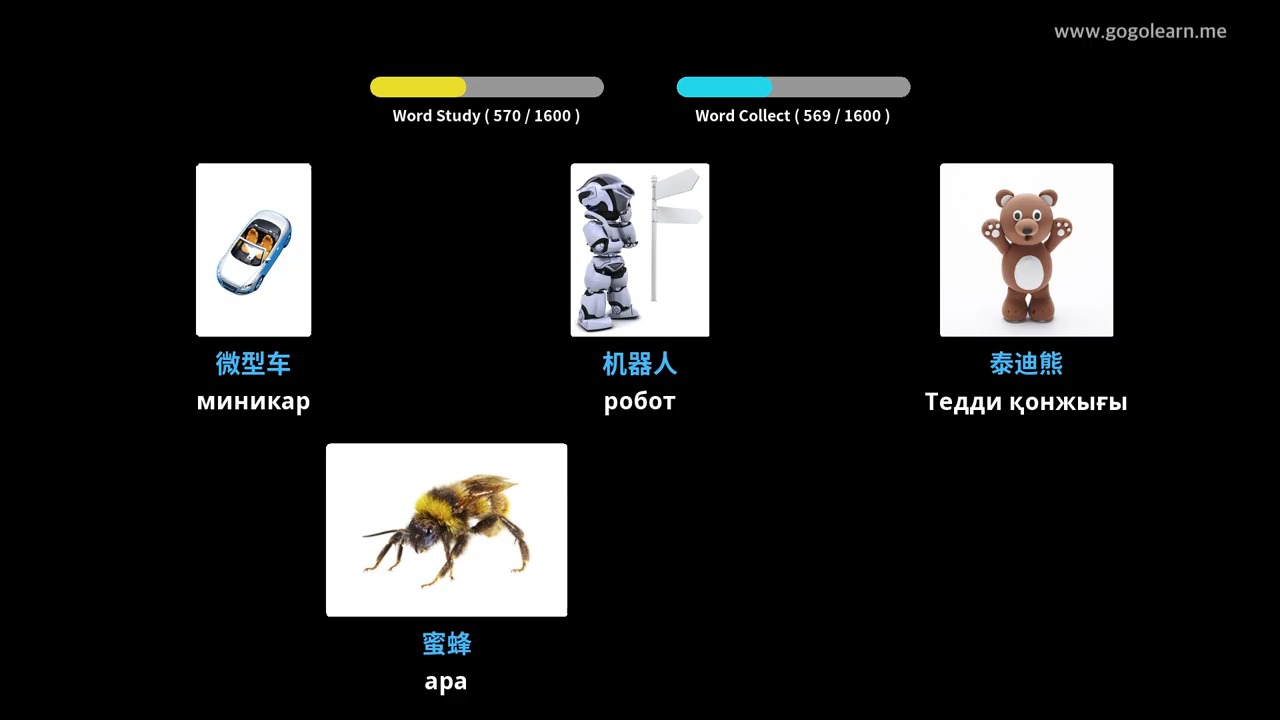 www.gogolearn.me
Word Study ( 570 / 1600 )
Word Collect ( 569 / 1600 )
微型车
миникар
机器人
робот
泰迪熊
Тедди қонжығы
蜜蜂
ара